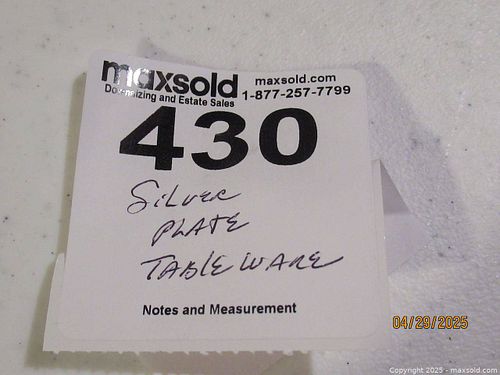 maxsold
maxsold.com
Downsizing and Estate Sales
1-877-257-7799
430
Silver
PLATE
TABLEWARE
Notes and Measurement
04/29/2025
Copyright 2025 - maxsold.com